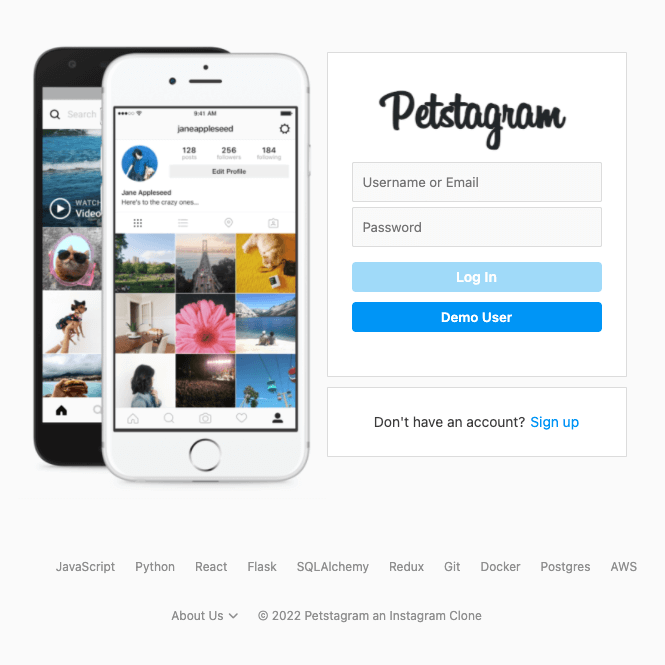 Search
WATCH
Video
9:41 AM
janeappleseed
128 256 184
posts followers following
Edit Profile
Jane Appleseed
Here's to the crazy ones...
Petstagram
Username or Email
Password
Log In
Demo User
Don't have an account? Sign up
JavaScript Python React Flask SQLAlchemy Redux Git Docker Postgres AWS
About Us © 2022 Petstagram an Instagram Clone